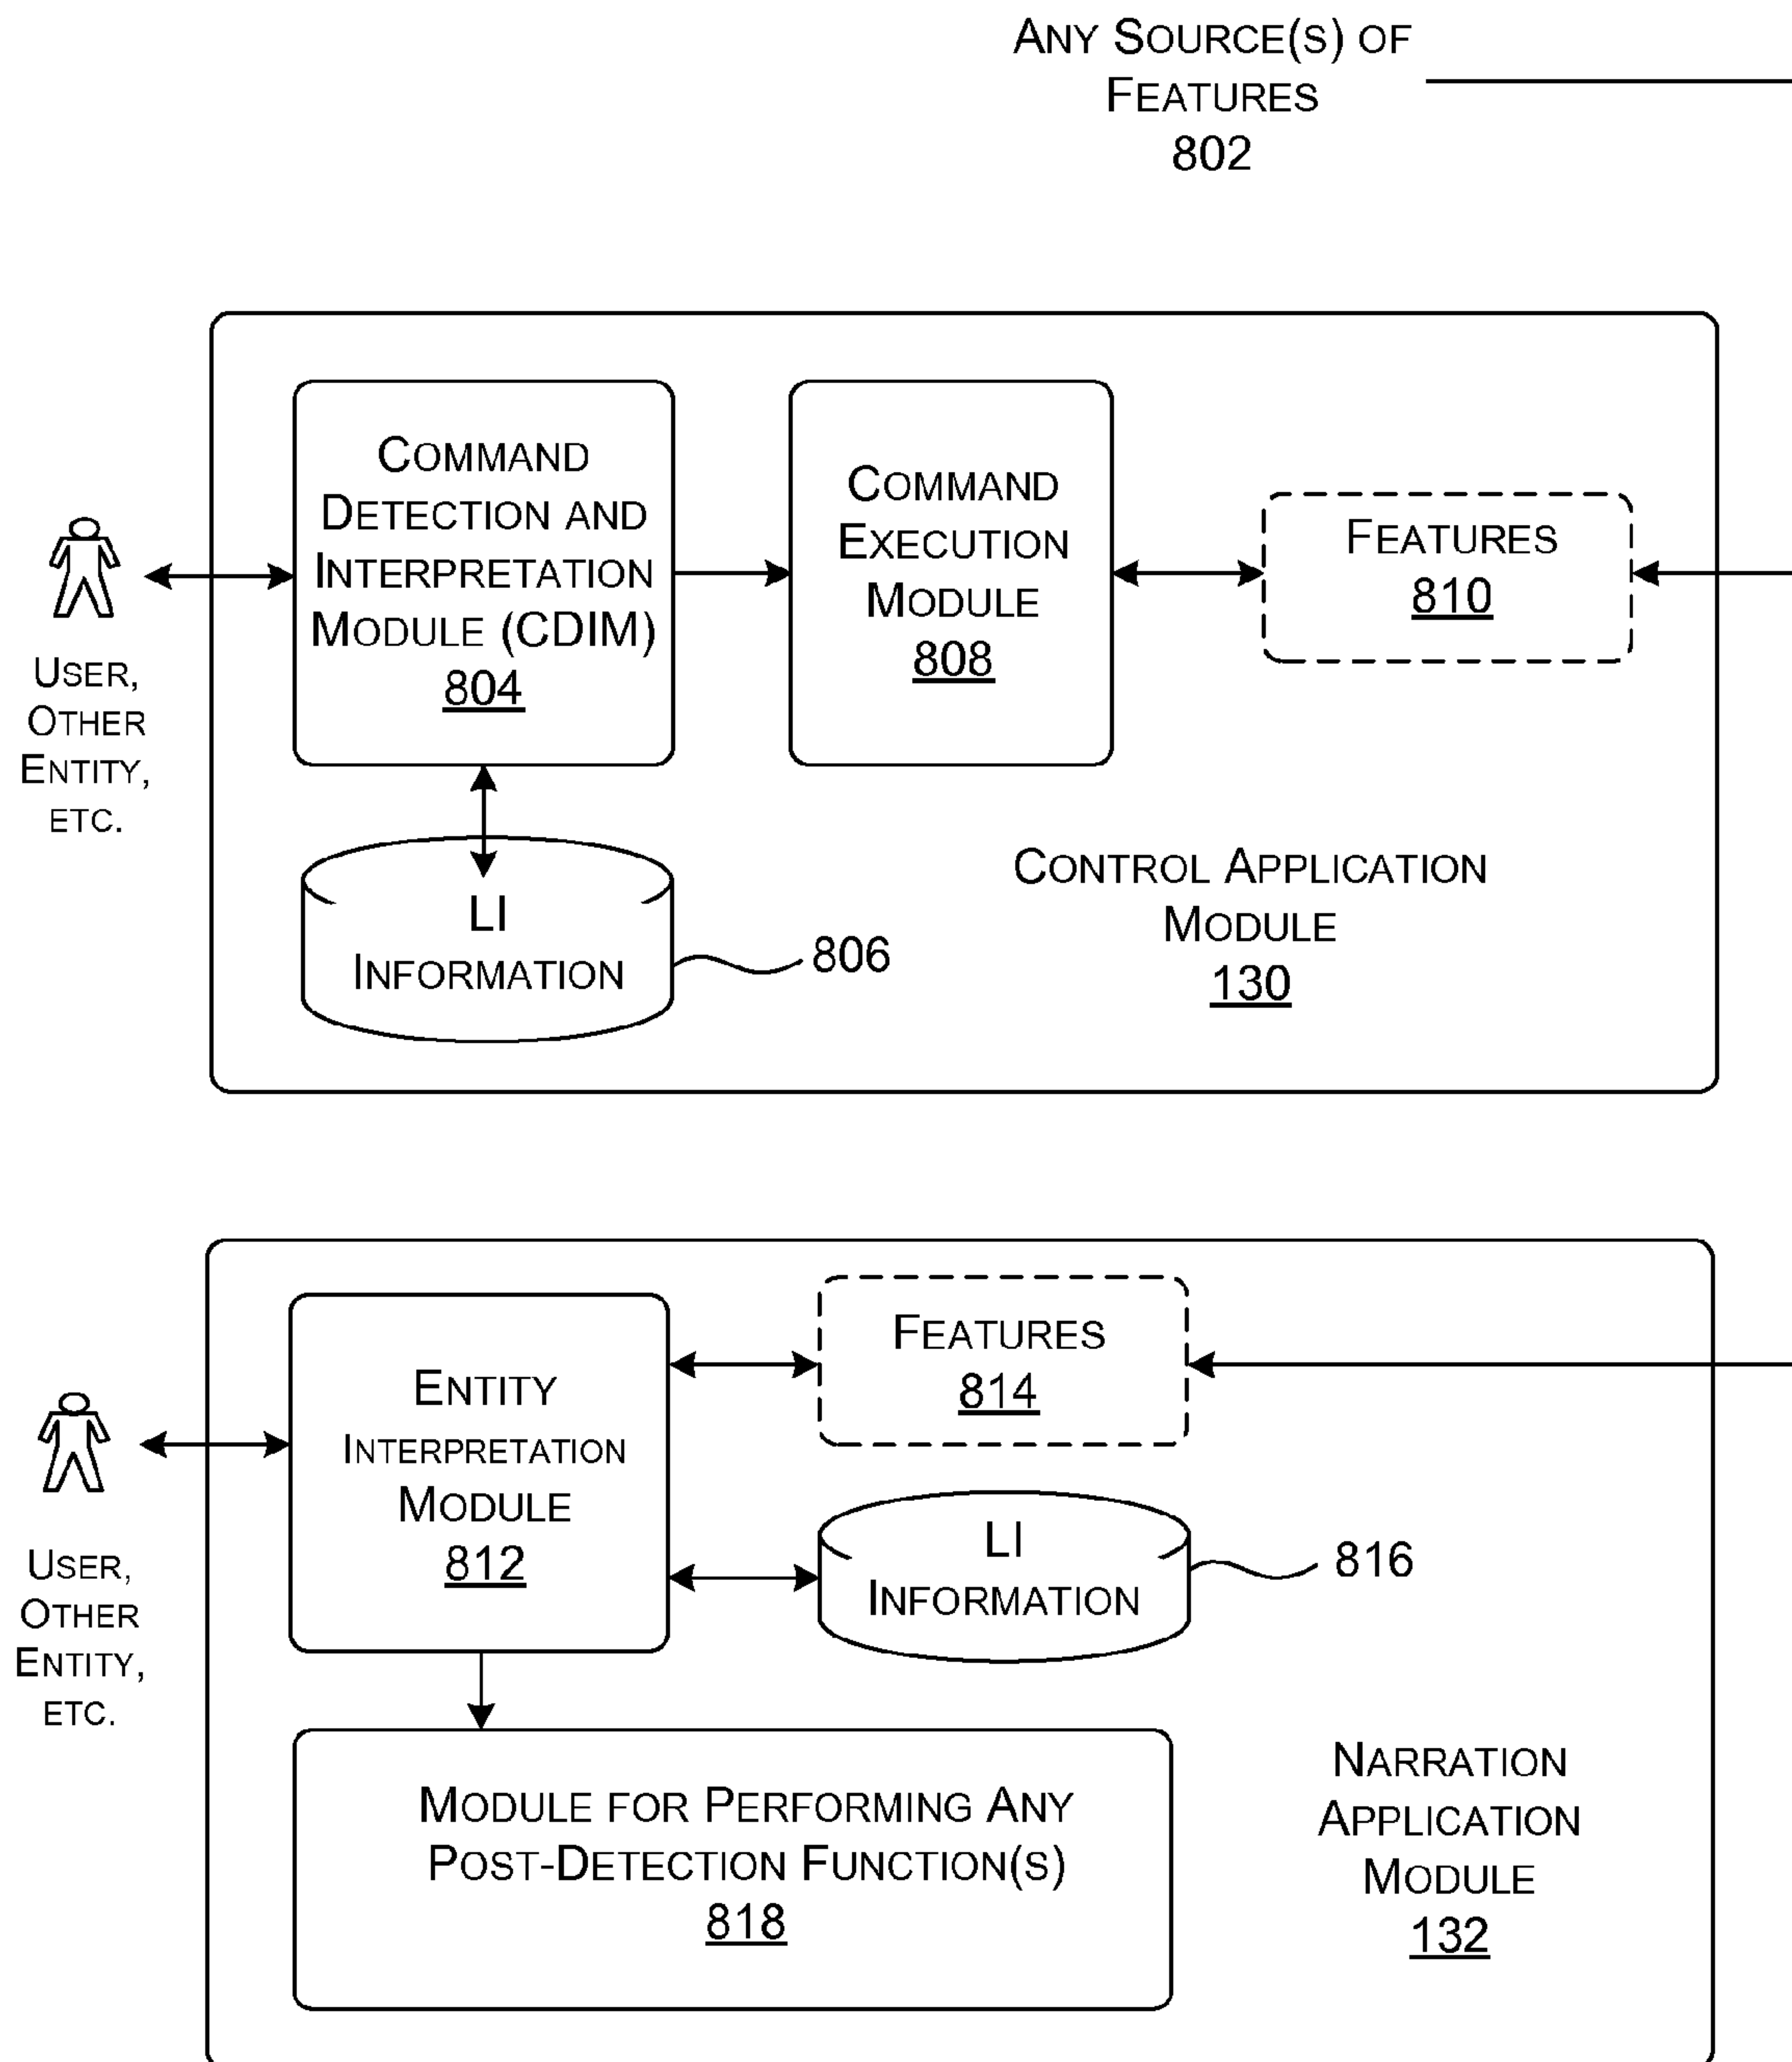 ANY SOURCE(S) OF
FEATURES
802
COMMAND
DETECTION AND
INTERPRETATION
MODULE (CDIM)
804
COMMAND
EXECUTION
MODULE
808
FEATURES
810
USER,
OTHER
ENTITY,
ETC.
LI
INFORMATION
806
CONTROL APPLICATION
MODULE
130
ENTITY
INTERPRETATION
MODULE
812
FEATURES
814
USER,
OTHER
ENTITY,
ETC.
LI
INFORMATION
816
MODULE FOR PERFORMING ANY
POST-DETECTION FUNCTION(S)
818
NARRATION
APPLICATION
MODULE
132